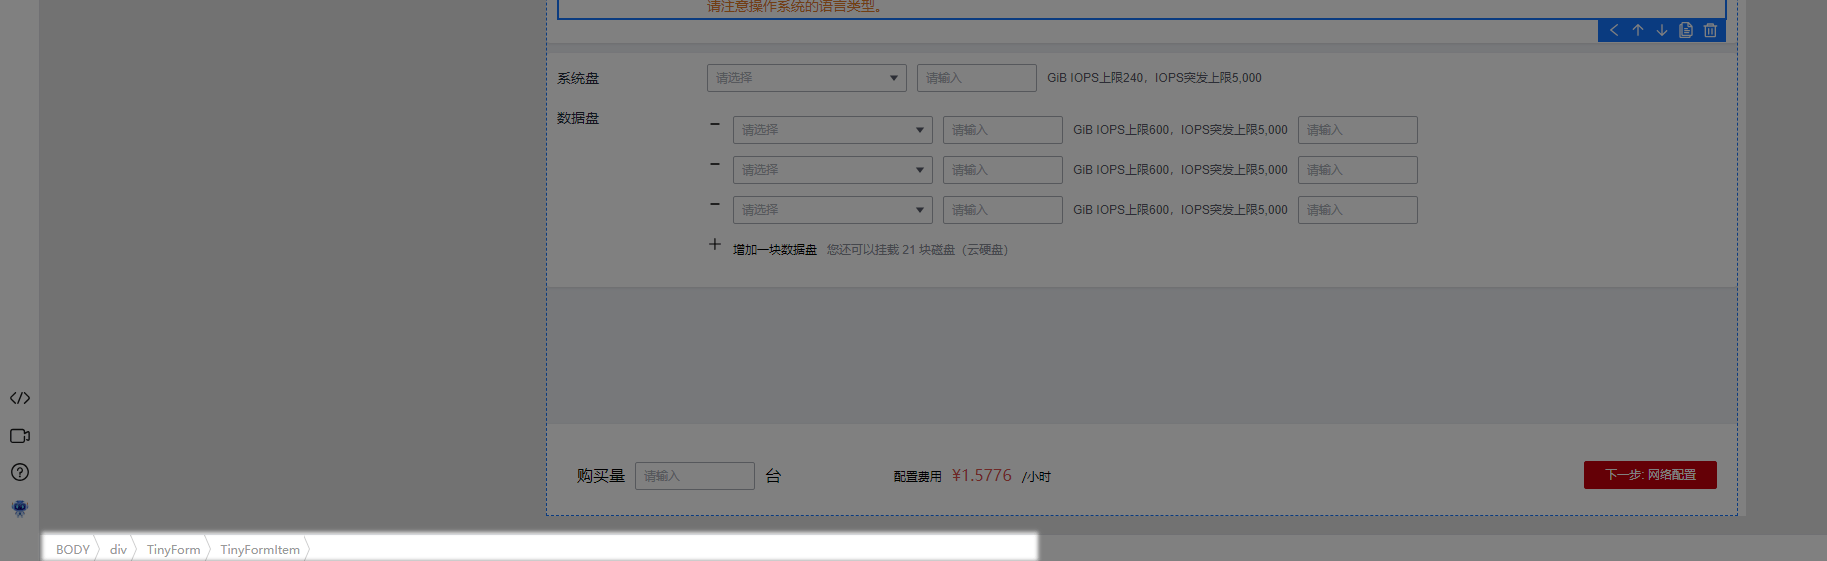 请注意操作系统的语言类型。
系统盘 请选择 请输入 GiB IOPS上限240，IOPS突发上限5,000
数据盘
请选择 请输入 GiB IOPS上限600，IOPS突发上限5,000 请输入
请选择 请输入 GiB IOPS上限600，IOPS突发上限5,000 请输入
请选择 请输入 GiB IOPS上限600，IOPS突发上限5,000 请输入
增加一块数据盘 您还可以挂载 21 块磁盘（云硬盘）
购买量 请输入 台 配置费用 ¥1.5776 /小时 下一步: 网络配置
BODY div TinyForm TinyFormItem